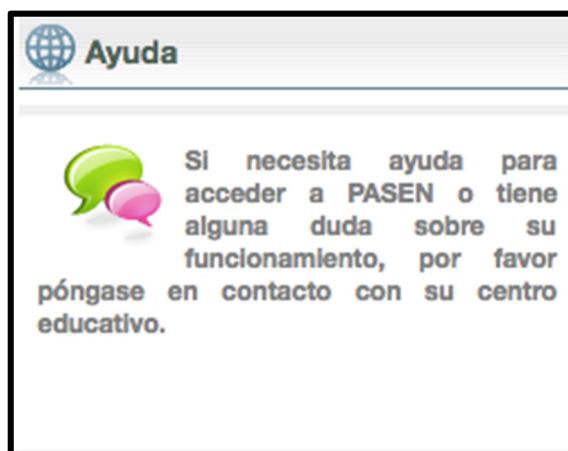 Ayuda
Si necesita ayuda para
acceder a PASEN o tiene
alguna duda sobre su
funcionamiento, por favor
póngase en contacto con su centro
educativo.